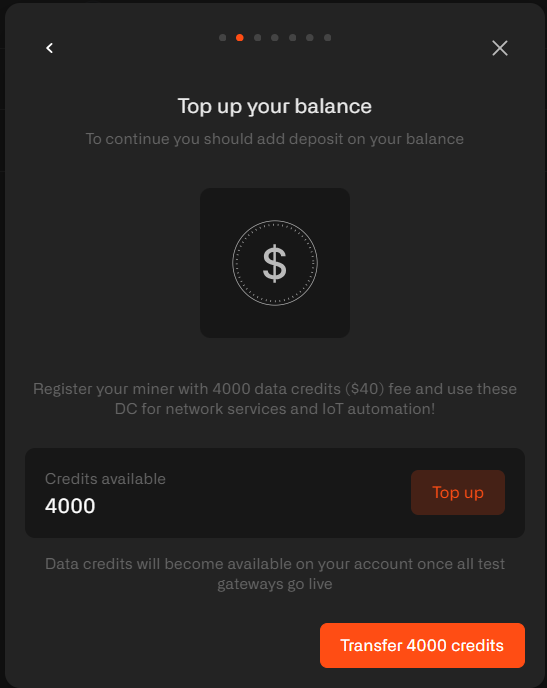 Top up your balance
To continue you should add deposit on your balance
$
Register your miner with 4000 data credits ($40) fee and use these
DC for network services and IoT automation!
Credits available
4000
Top up
Data credits will become available on your account once all test
gateways go live
Transfer 4000 credits